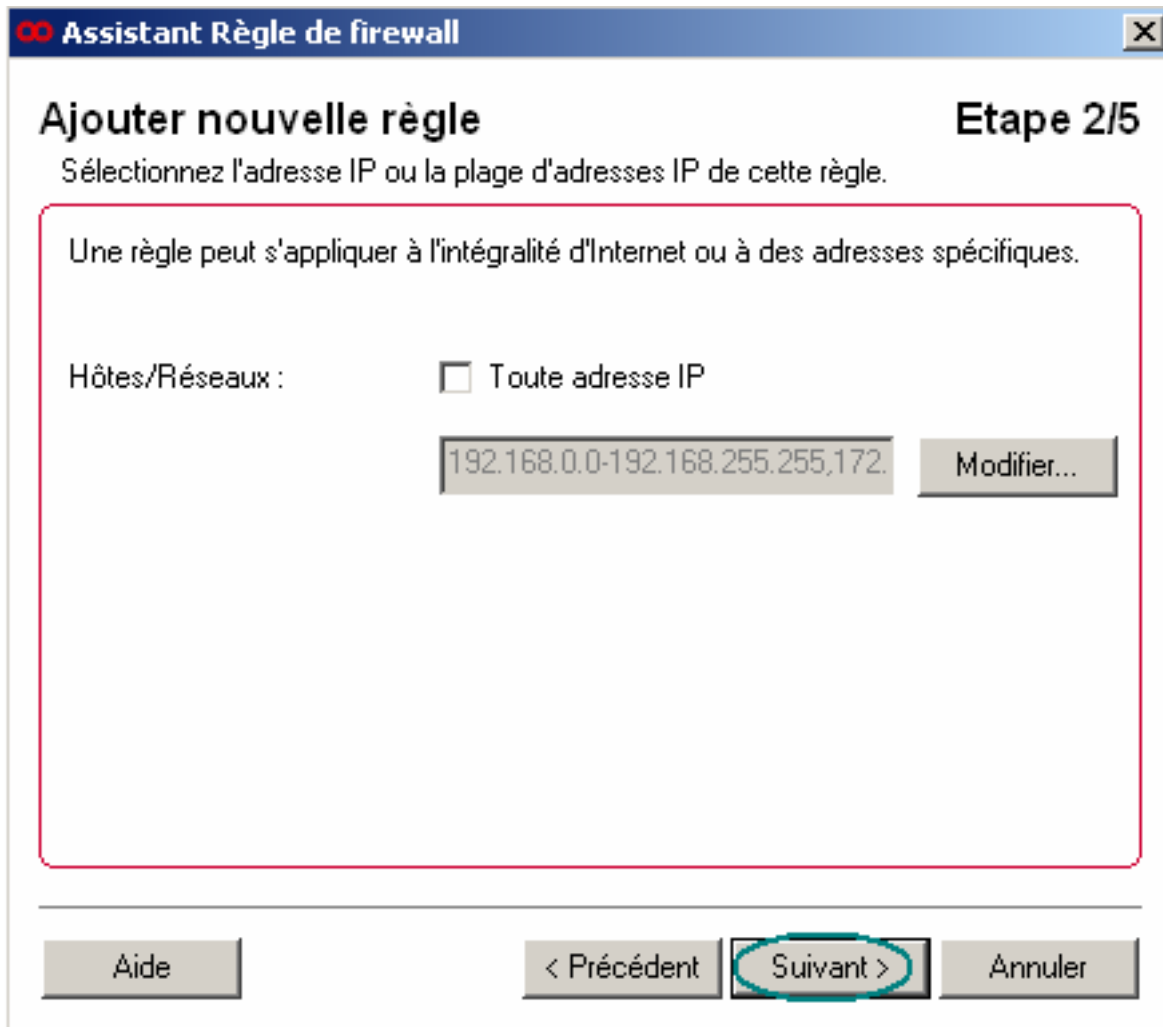 Assistant Règle de firewall
Ajouter nouvelle règle
Etape 2/5
Sélectionnez l'adresse IP ou la plage d'adresses IP de cette règle.
Une règle peut s'appliquer à l'intégralité d'Internet ou à des adresses spécifiques.
Hôtes/Réseaux :
Toute adresse IP
192.168.0.0-192.168.255.255,172.
Modifier...
Aide
< Précédent
Suivant >
Annuler